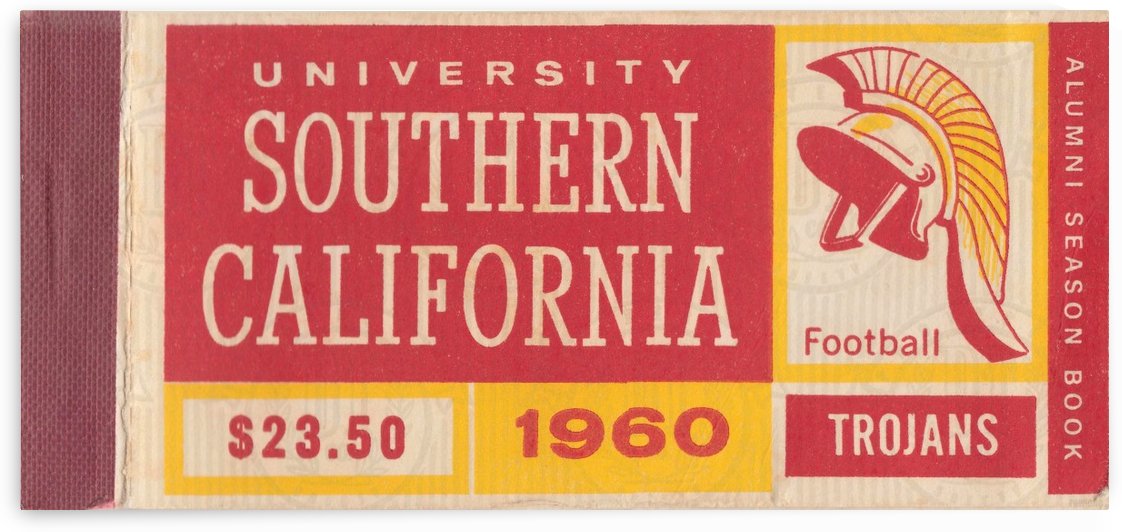 UNIVERSITY
SOUTHERN
CALIFORNIA
$23.50
1960
Football
TROJANS
ALUMNI SEASON BOOK